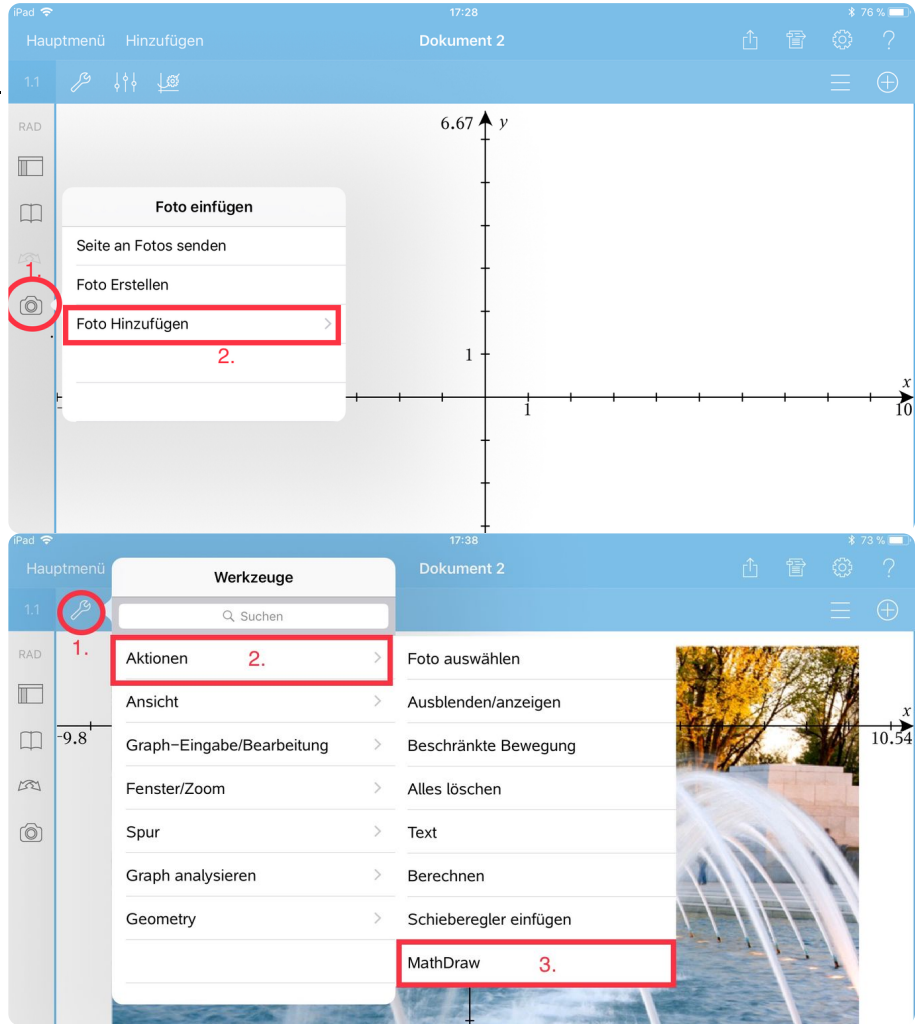 iPad 17:28 76 %
Hauptmenü Hinzufügen Dokument 2 ?
1.1
RAD
6.67 y
Foto einfügen
Seite an Fotos senden
1.
Foto Erstellen
Foto Hinzufügen
2.
1
x
1 10
iPad 17:38 73 %
Hauptmenü Werkzeuge Dokument 2 ?
1.1 Suchen
1.
RAD Aktionen 2. Foto auswählen
Ansicht Ausblenden/anzeigen
x
-9.8 Graph-Eingabe/Bearbeitung Beschränkte Bewegung 10.54
Fenster/Zoom Alles löschen
Spur Text
Graph analysieren Berechnen
Geometry Schieberegler einfügen
MathDraw 3.